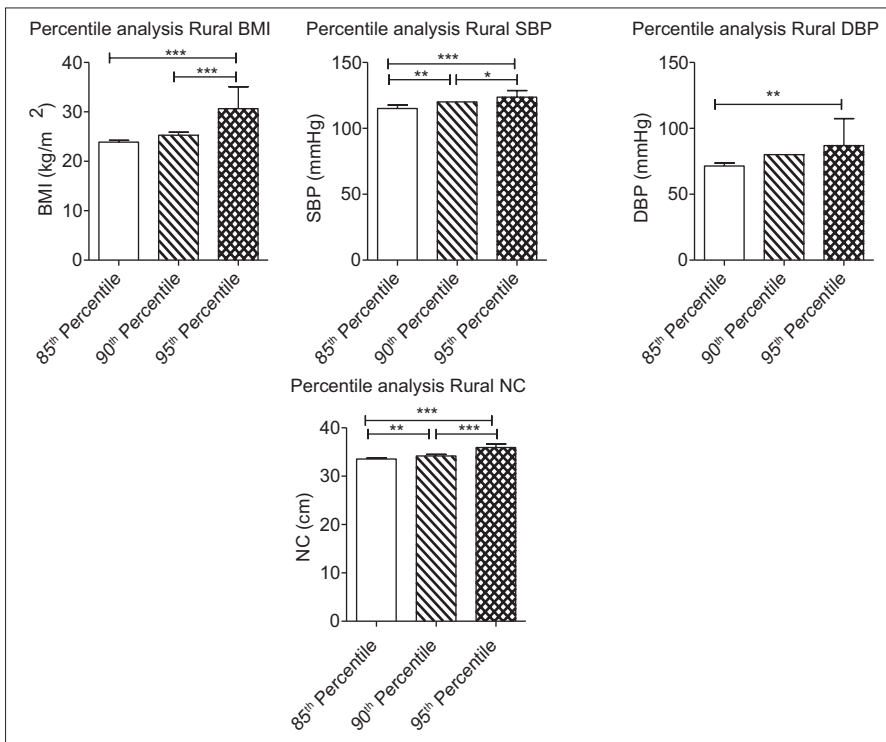 Percentile analysis Rural BMI
***
***
40
30
20
10
0
BMI (kg/m 2)
85th Percentile
90th Percentile
95th Percentile
Percentile analysis Rural SBP
***
** *
150
100
50
0
SBP (mmHg)
85th Percentile
90th Percentile
95th Percentile
Percentile analysis Rural DBP
**
150
100
50
0
DBP (mmHg)
85th Percentile
90th Percentile
95th Percentile
Percentile analysis Rural NC
***
** ***
40
30
20
10
0
NC (cm)
85th Percentile
90th Percentile
95th Percentile